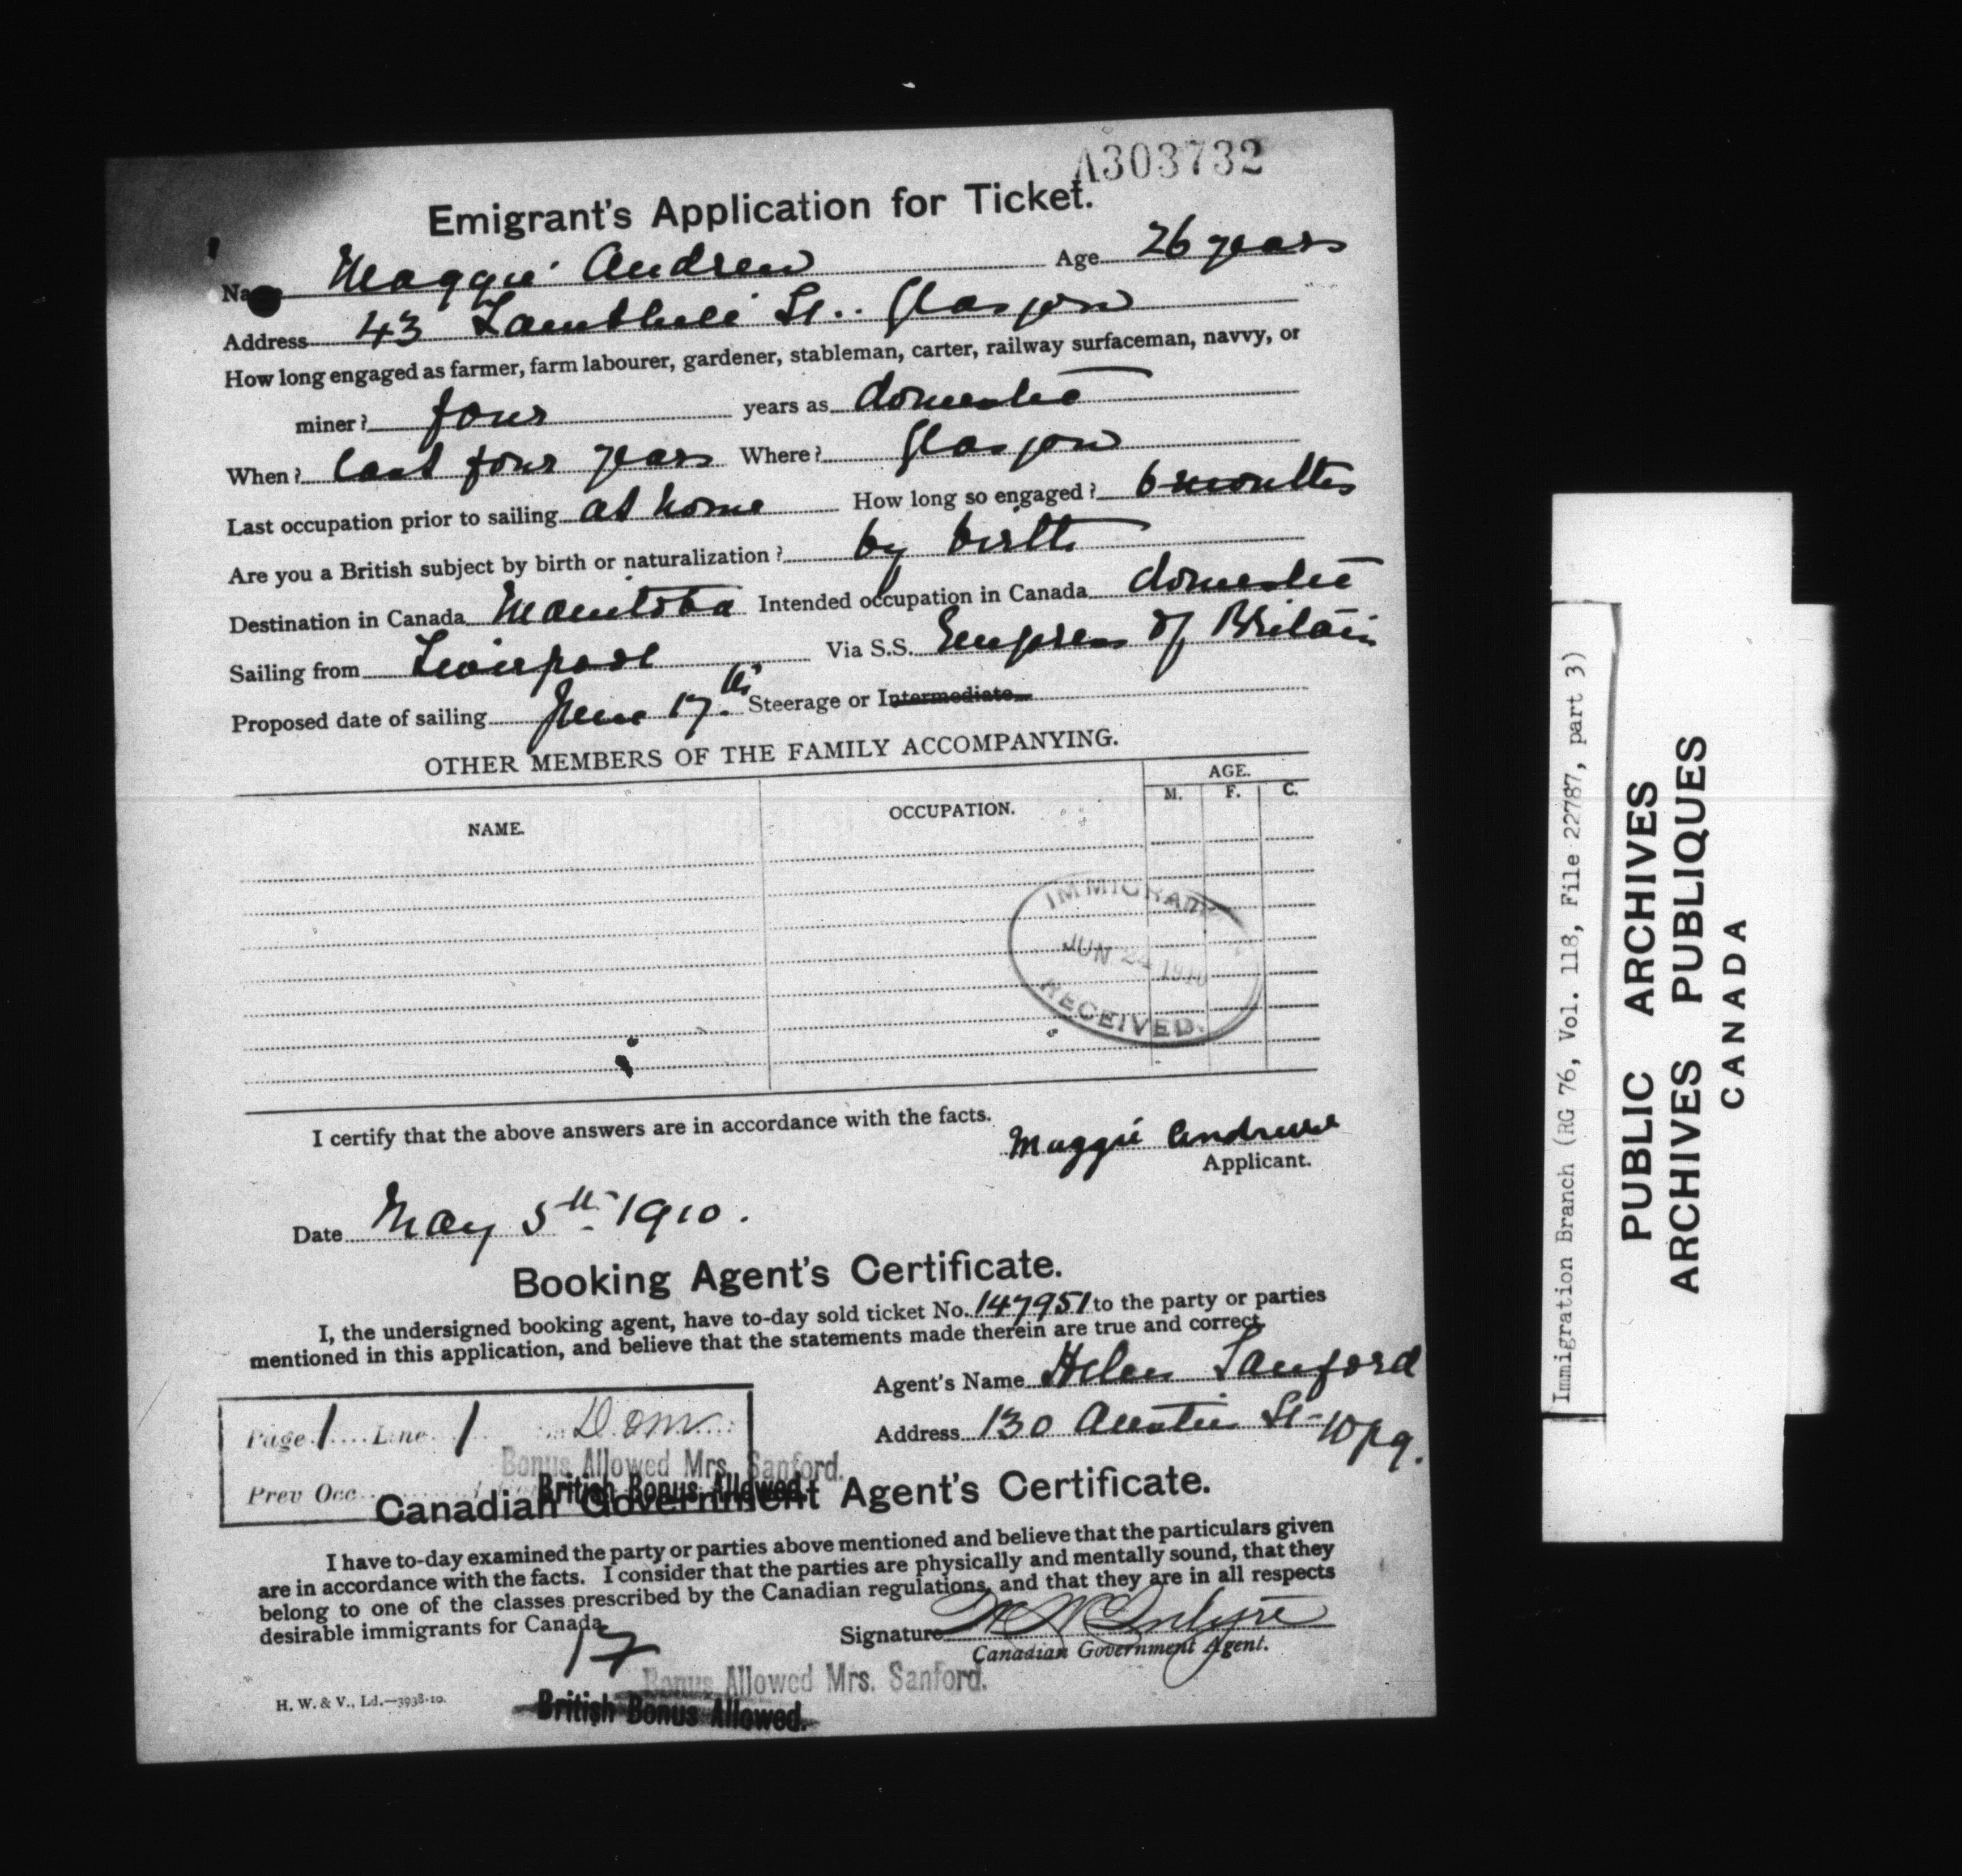 A303732
Emigrant's Application for Ticket.
Name Maggie Andrew Age 26 years
Address 43 St.. Glasgow
How long engaged as farmer, farm labourer, gardener, stableman, carter, railway surfaceman, navvy, or
miner? four years as domestic
When? last four years Where? Glasgow
Last occupation prior to sailing at home How long so engaged? 6 months
Are you a British subject by birth or naturalization? by birth
Destination in Canada Manitoba Intended occupation in Canada domestic
Sailing from Liverpool Via S.S. Empress of Britain
Proposed date of sailing June 17.th Steerage or Intermediate
OTHER MEMBERS OF THE FAMILY ACCOMPANYING.
NAME. OCCUPATION. AGE.
M. F. C.
IMMIGRATION
JUN 24 1910
RECEIVED.
I certify that the above answers are in accordance with the facts.
Maggie Andrew
Applicant.
Date May 5th 1910.
Booking Agent's Certificate.
I, the undersigned booking agent, have to-day sold ticket No. 147951 to the party or parties
mentioned in this application, and believe that the statements made therein are true and correct.
Agent's Name Helen Sanford
Address 130 Austin St - Wpg.
Page 1 Line 1 Dom
Bonus Allowed Mrs. Sanford.
Prev Occ
British Bonus Allowed.
Canadian Government Agent's Certificate.
I have to-day examined the party or parties above mentioned and believe that the particulars given
are in accordance with the facts. I consider that the parties are physically and mentally sound, that they
belong to one of the classes prescribed by the Canadian regulations, and that they are in all respects
desirable immigrants for Canada.
17
Signature
Canadian Government Agent.
Bonus Allowed Mrs. Sanford.
H. W. & V., Ld.—3938-10.
British Bonus Allowed.
Immigration Branch (RG 76, Vol. 118, File 22787, part 3)
PUBLIC ARCHIVES
ARCHIVES PUBLIQUES
CANADA